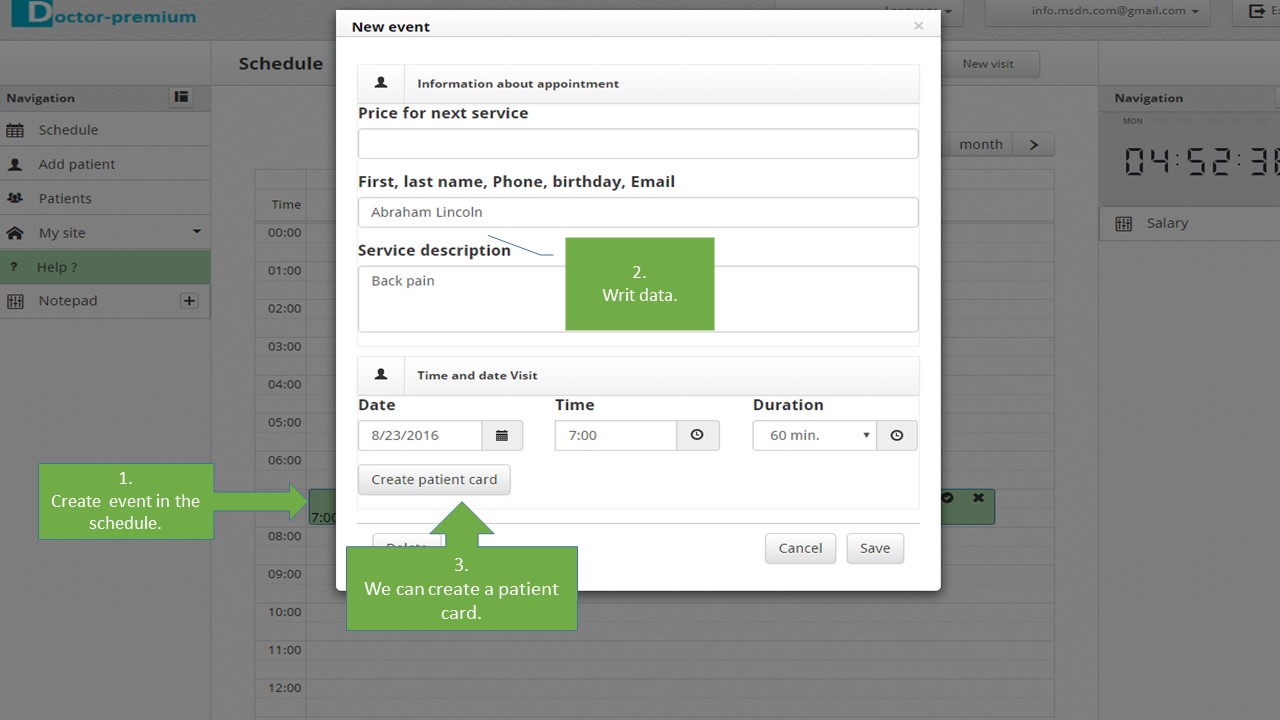 Doctor-premium
Language
info.msdn.com@gmail.com
New event
×
Schedule
New visit
Information about appointment
Navigation
Schedule
Add patient
Patients
My site
Help ?
Notepad
Price for next service
First, last name, Phone, birthday, Email
Abraham Lincoln
Service description
Back pain
2.
Writ data.
Time and date Visit
Date
Time
Duration
8/23/2016
7:00
60 min.
Create patient card
1.
Create event in the
schedule.
3.
We can create a patient
card.
Cancel
Save
month
Navigation
MON
04:52:3
Salary
Time
00:00
01:00
02:00
03:00
04:00
05:00
06:00
7:00
08:00
09:00
10:00
11:00
12:00